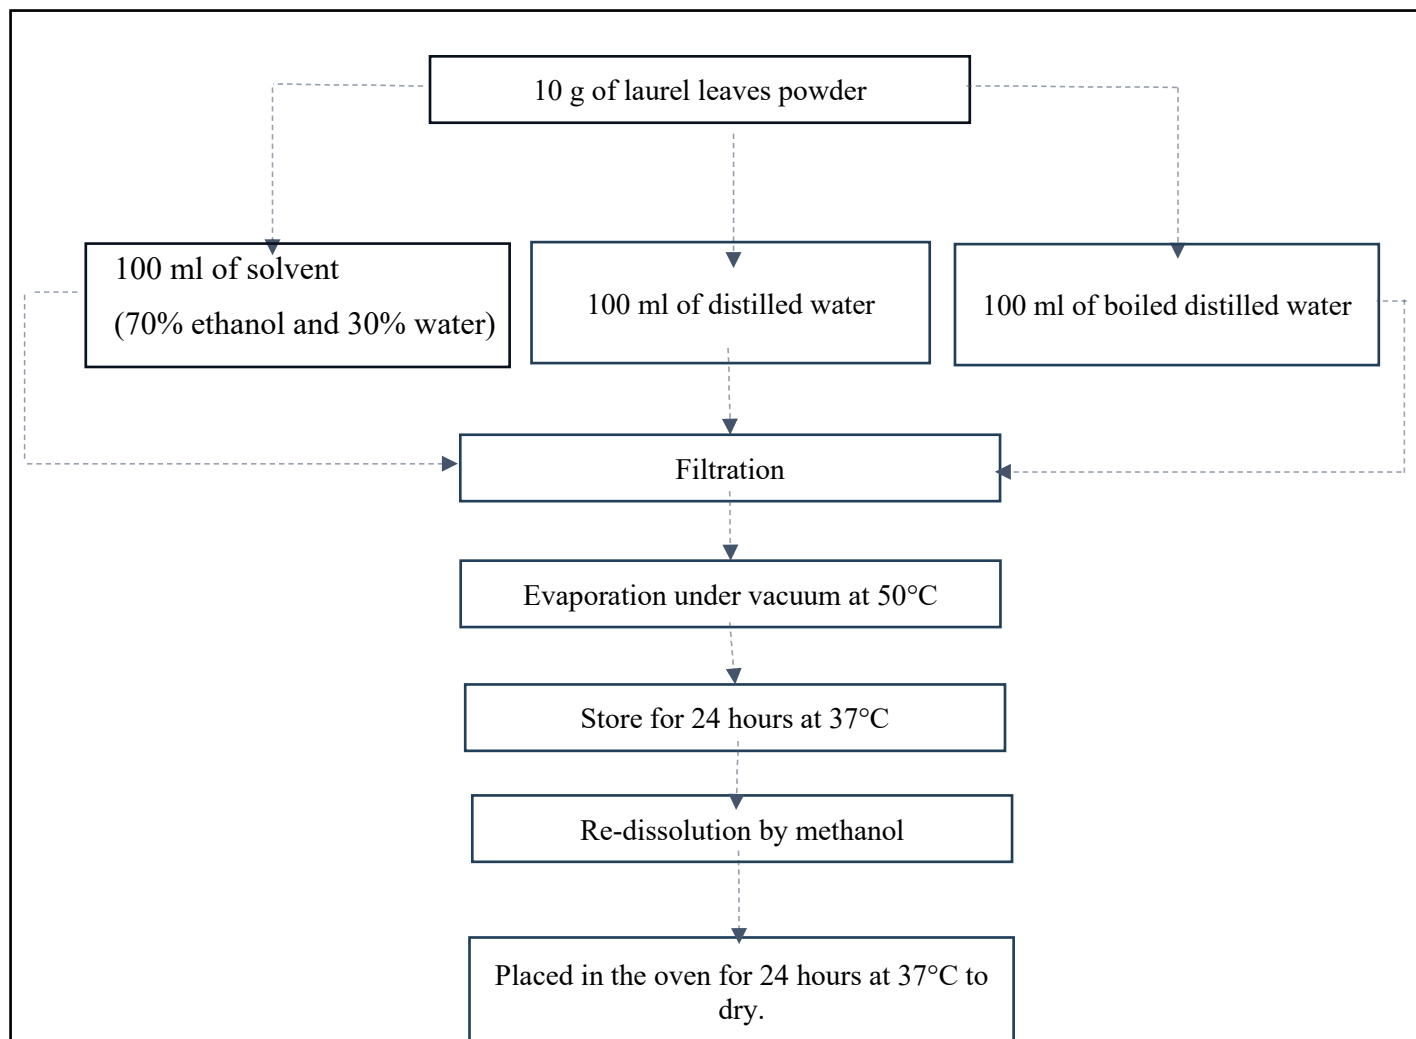 10 g of laurel leaves powder
100 ml of solvent
(70% ethanol and 30% water)
100 ml of distilled water
100 ml of boiled distilled water
Filtration
Evaporation under vacuum at 50°C
Store for 24 hours at 37°C
Re-dissolution by methanol
Placed in the oven for 24 hours at 37°C to
dry.